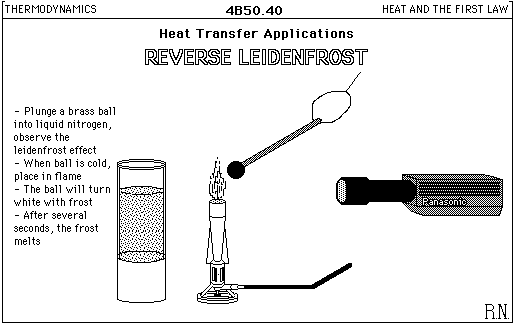 THERMODYNAMICS
4B50.40
HEAT AND THE FIRST LAW
Heat Transfer Applications
REVERSE LEIDENFROST
- Plunge a brass ball
into liquid nitrogen,
observe the
leidenfrost effect
- When ball is cold,
place in flame
- The ball will turn
white with frost
- After several
seconds, the frost
melts
Panasonic
R.N.